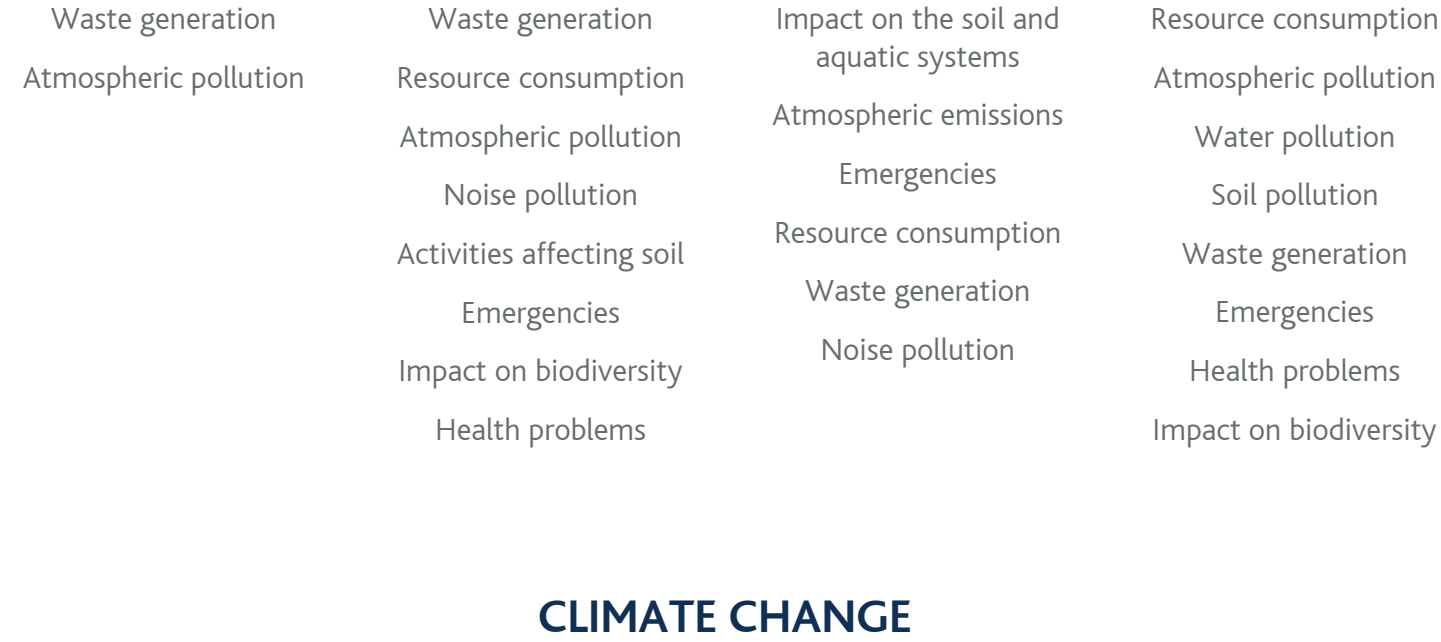 Waste generation
Atmospheric pollution
Waste generation
Resource consumption
Atmospheric pollution
Noise pollution
Activities affecting soil
Emergencies
Impact on biodiversity
Health problems
Impact on the soil and
aquatic systems
Atmospheric emissions
Emergencies
Resource consumption
Waste generation
Noise pollution
Resource consumption
Atmospheric pollution
Water pollution
Soil pollution
Waste generation
Emergencies
Health problems
Impact on biodiversity
CLIMATE CHANGE